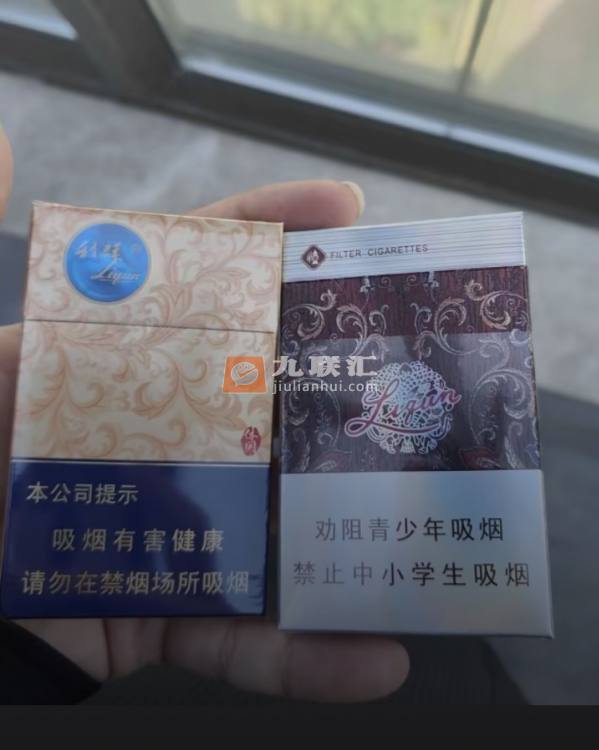 利群
Liqun
本公司提示
吸烟有害健康
请勿在禁烟场所吸烟
FILTER CIGARETTES
Liqun
劝阻青少年吸烟
禁止中小学生吸烟
九联汇
jiulianhui.com